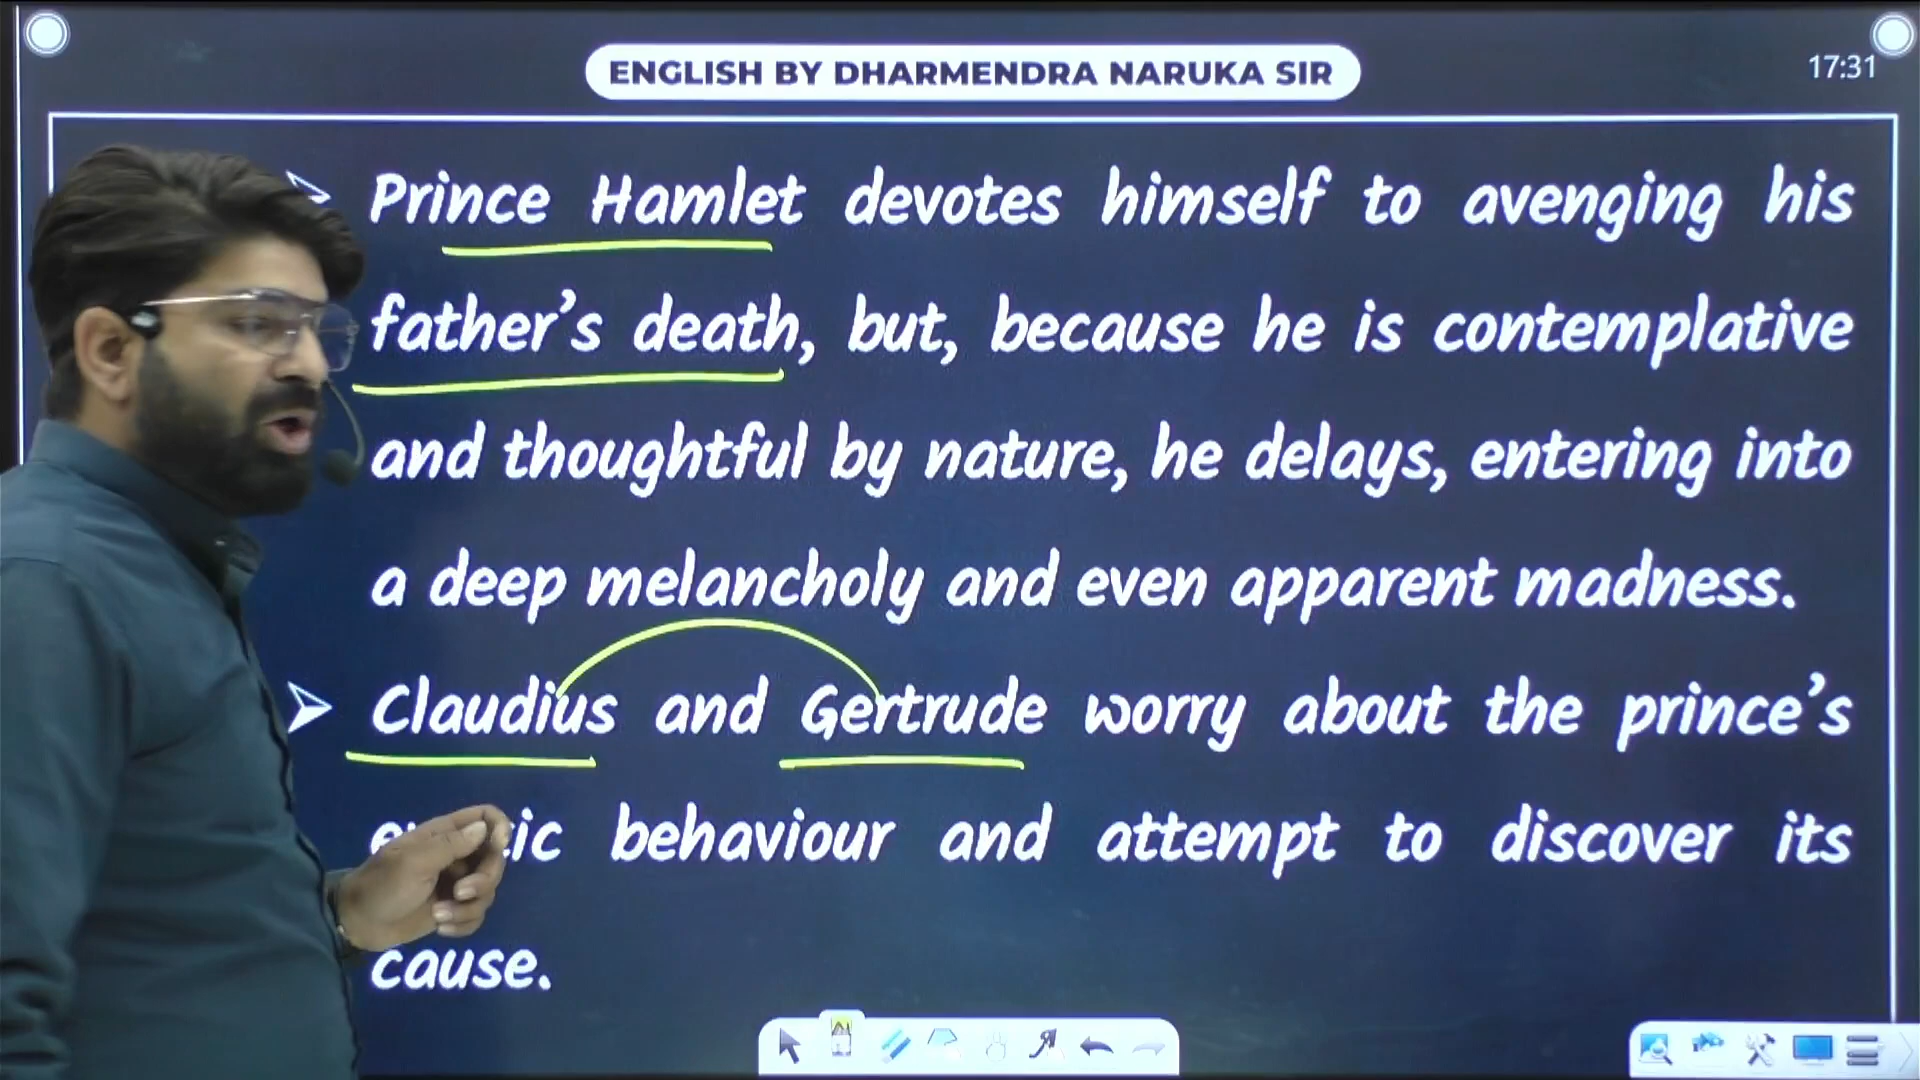 ENGLISH BY DHARMENDRA NARUKA SIR
17:31
Prince Hamlet devotes himself to avenging his
father's death, but, because he is contemplative
and thoughtful by nature, he delays, entering into
a deep melancholy and even apparent madness.
Claudius and Gertrude worry about the prince's
behaviour and attempt to discover its
cause.